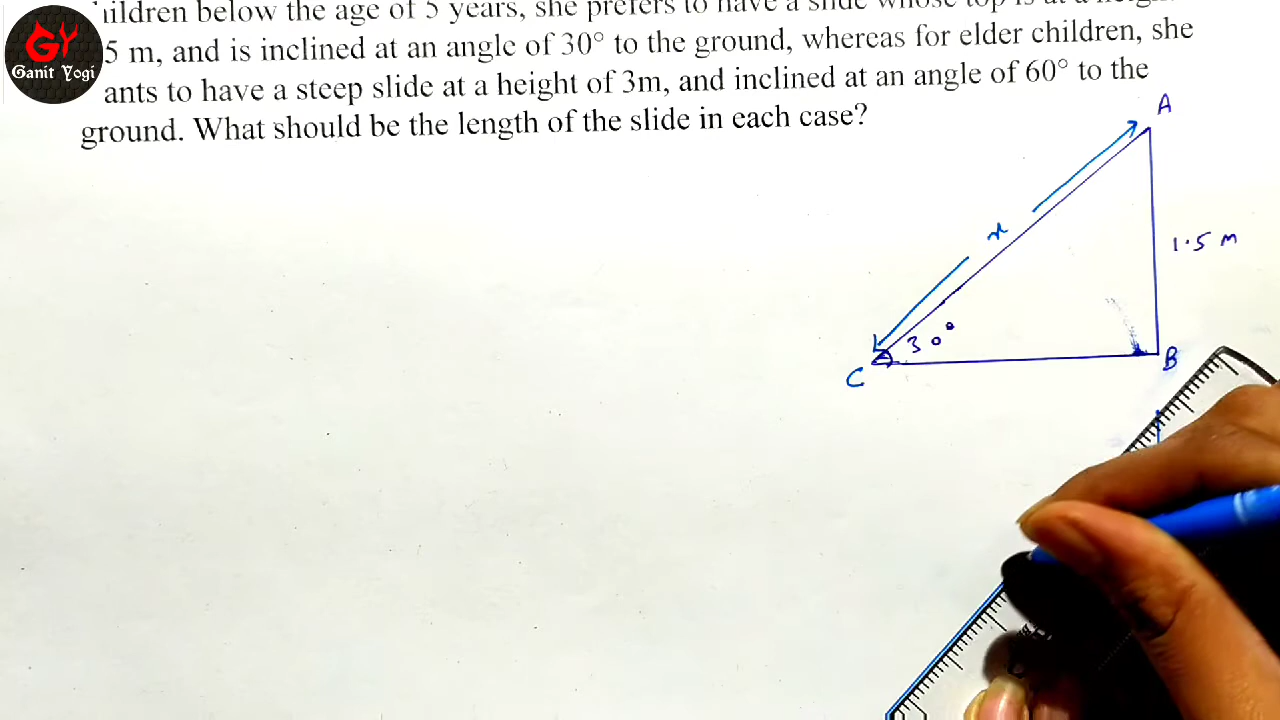 children below the age of 5 years, she prefers to have a slide whose top is at a height
5 m, and is inclined at an angle of 30° to the ground, whereas for elder children, she
ants to have a steep slide at a height of 3m, and inclined at an angle of 60° to the
ground. What should be the length of the slide in each case?
GY
Ganit Yogi
A
x
1.5 m
30°
C
B